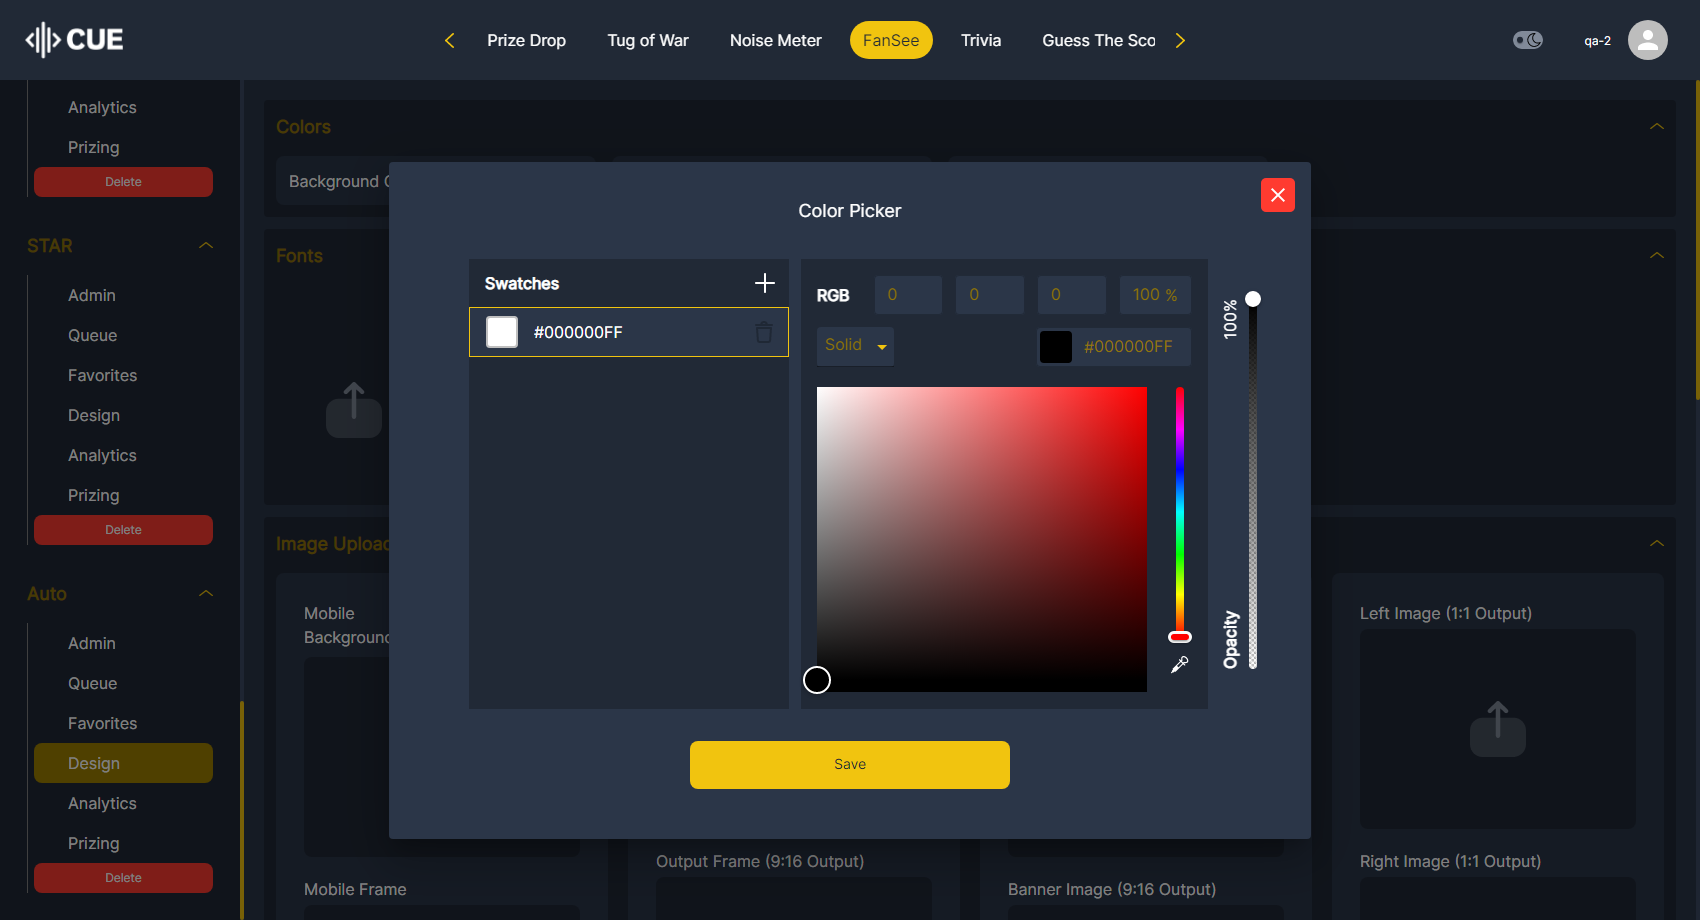 CUE
Prize Drop
Tug of War
Noise Meter
FanSee
Trivia
Guess The Sco
qa-2
Analytics
Prizing
Delete
STAR
Admin
Queue
Favorites
Design
Analytics
Prizing
Delete
Auto
Admin
Queue
Favorites
Design
Analytics
Prizing
Delete
Colors
Background
Fonts
Image Upload
Mobile
Background
Mobile Frame
Output Frame (9:16 Output)
Banner Image (9:16 Output)
Left Image (1:1 Output)
Right Image (1:1 Output)
Color Picker
Swatches
#000000FF
RGB
0
0
0
100 %
Solid
#000000FF
100%
Opacity
Save